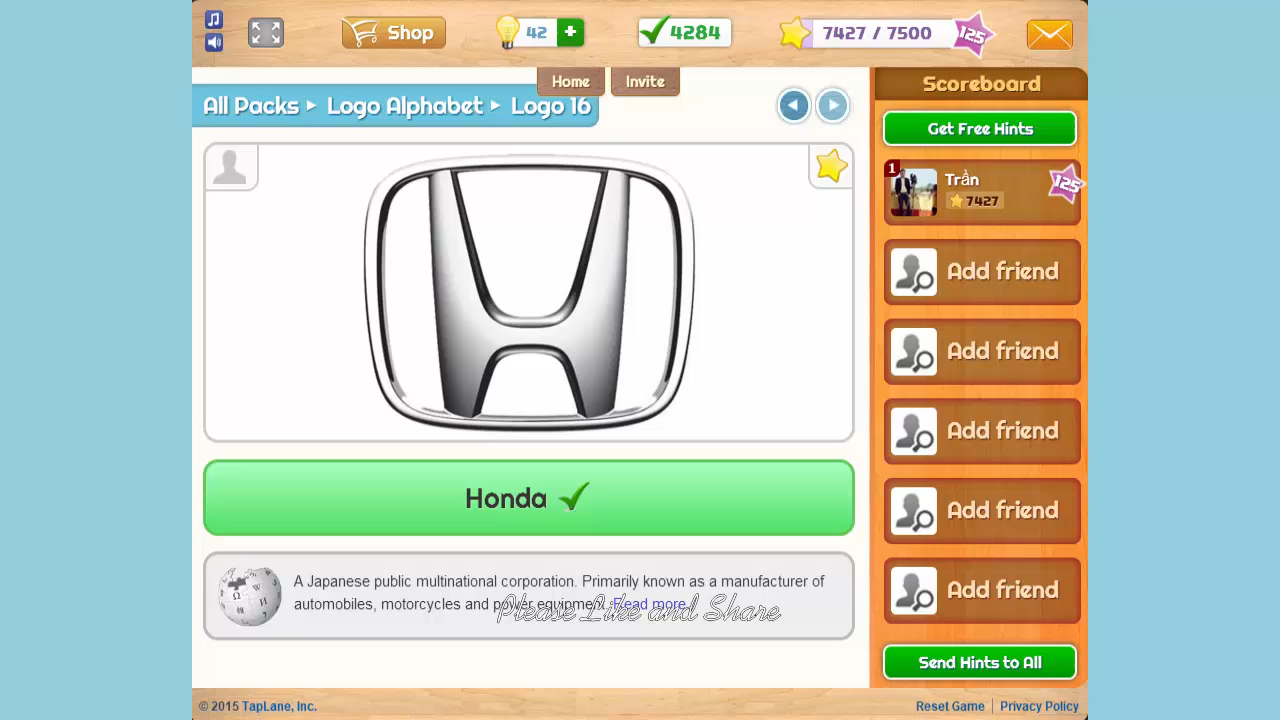 Shop
42
+
4284
7427 / 7500
125
Home
Invite
All Packs ▸ Logo Alphabet ▸ Logo 16
Scoreboard
Get Free Hints
1
Trần
7427
125
Add friend
Add friend
Add friend
Add friend
Add friend
Send Hints to All
Honda
A Japanese public multinational corporation. Primarily known as a manufacturer of
automobiles, motorcycles and power equipment. Read more.
Please Like and Share
© 2015 TapLane, Inc.
Reset Game
Privacy Policy